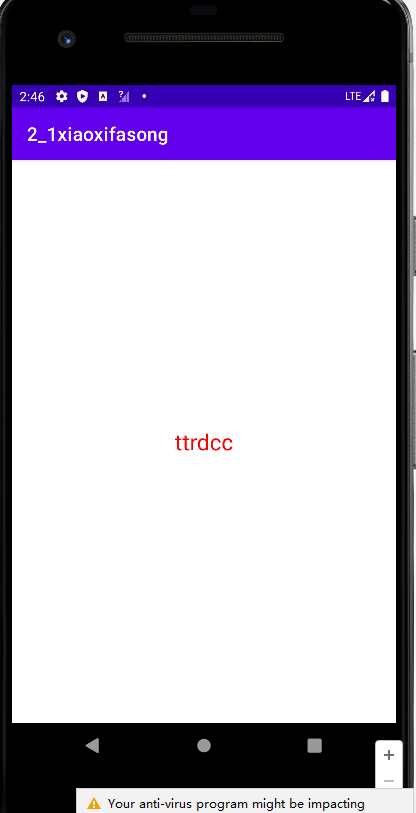 2:46
LTE
2_1xiaoxifasong
ttrdcc
Your anti-virus program might be impacting